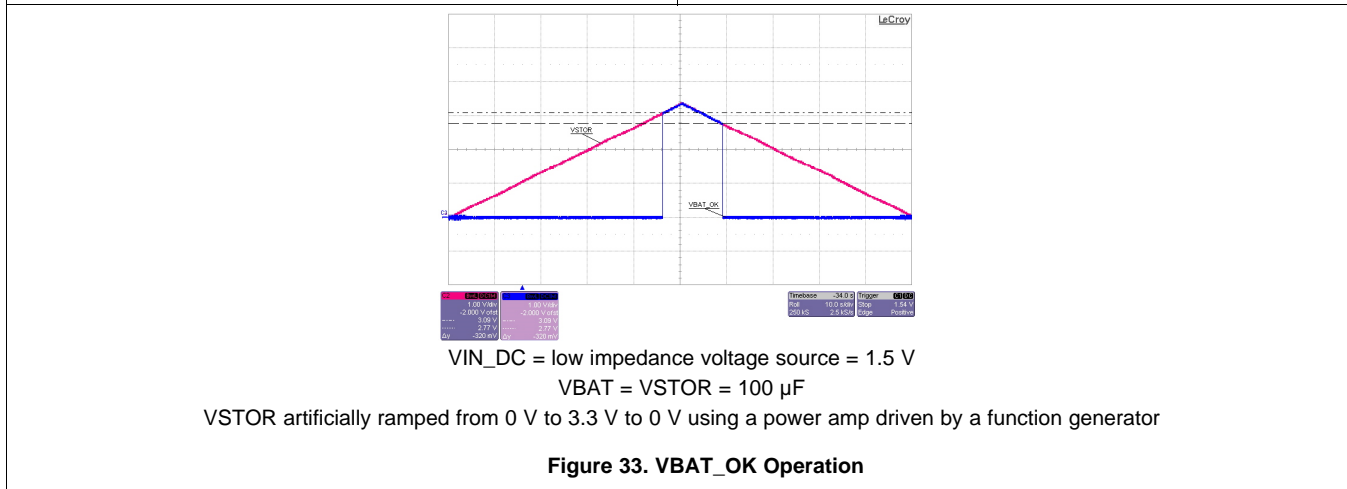 LeCroy
VSTOR
VBAT_OK
C3
C2
1.00 V/div
-2.000 V ofst
3.09 V
2.77 V
Δy -320 mV
1.00 V/div
-2.000 V ofst
3.09 V
2.77 V
Δy -320 mV
Timebase -34.0 s
Roll 10.0 s/div
250 kS 2.5 kS/s
Trigger C1 DC
Stop 1.54 V
Edge Positive
VIN_DC = low impedance voltage source = 1.5 V
VBAT = VSTOR = 100 µF
VSTOR artificially ramped from 0 V to 3.3 V to 0 V using a power amp driven by a function generator
Figure 33. VBAT_OK Operation